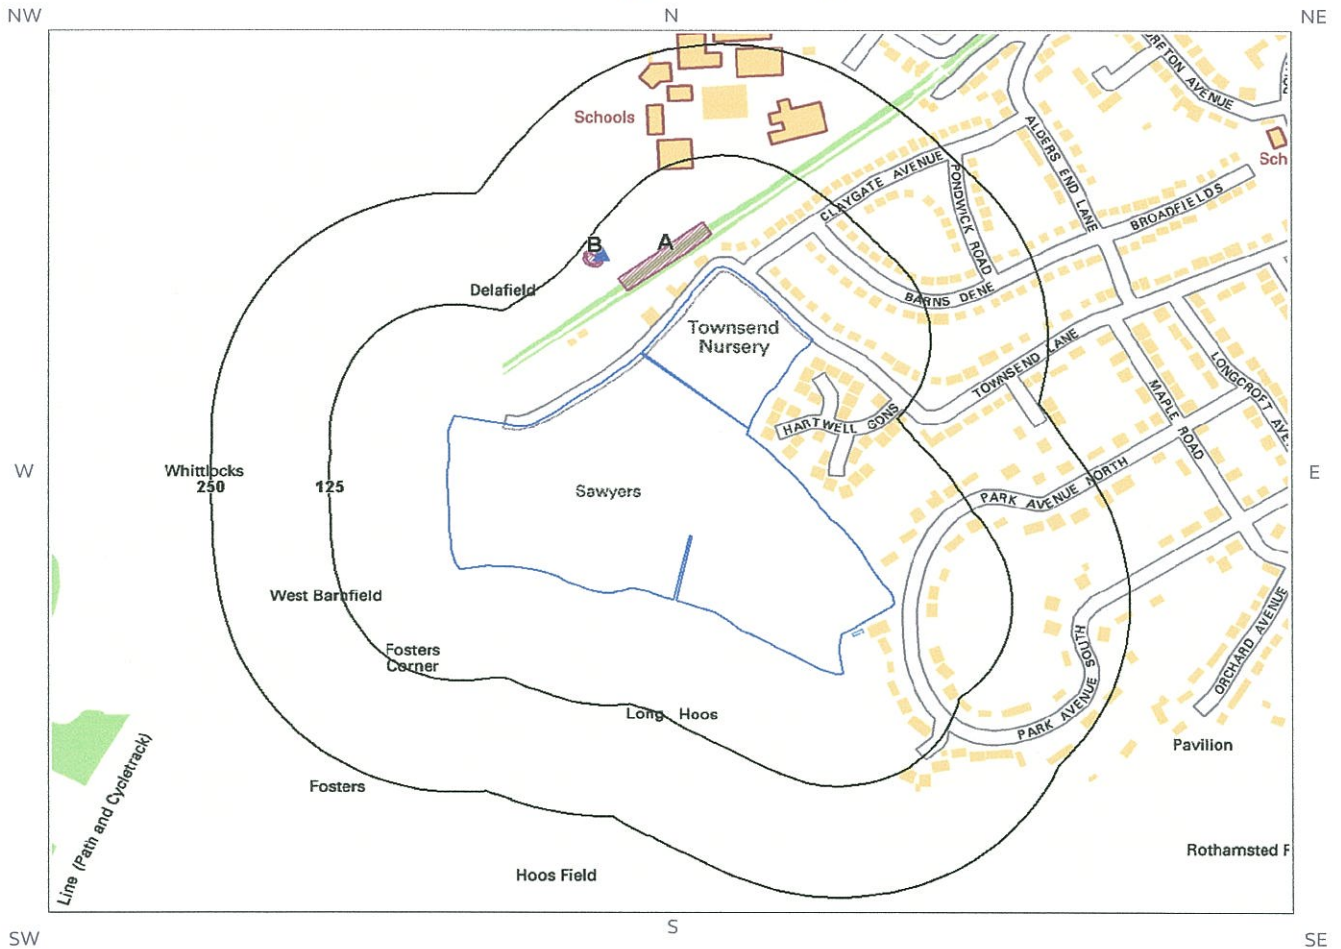 NW
N
NE
Schools
Sch
CLAYGATE AVENUE
PONDWICK ROAD
ALDERS END LANE
BROADFIELDS
B
A
Delafield
BARNS DENE
Townsend
Nursery
TOWNSEND LANE
LONGCROFT AVE
MAPLE ROAD
HARTWELL GDNS
W
Whittlocks
250
125
Sawyers
PARK AVENUE NORTH
E
West Barnfield
Fosters
Corner
Long Hoos
PARK AVENUE SOUTH
ORCHARD AVENUE
Pavilion
Line (Path and Cycletrack)
Fosters
Hoos Field
Rothamsted
SW
S
SE